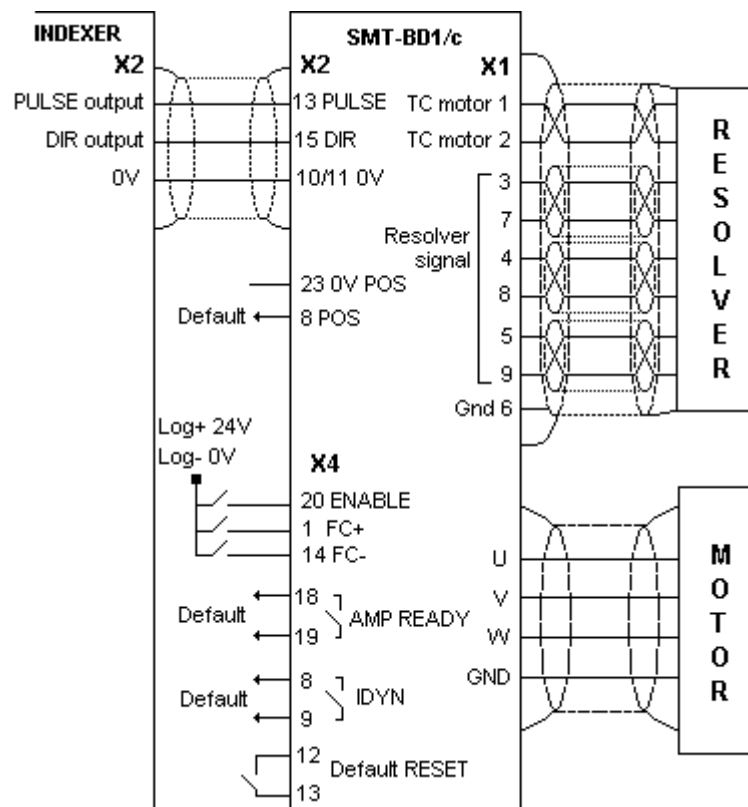 INDEXER
X2
PULSE output
DIR output
0V
SMT-BD1/c
X2
X1
13 PULSE
TC motor 1
15 DIR
TC motor 2
10/11 0V
3
7
Resolver
signal
4
8
5
9
Gnd 6
23 0V POS
Default
8 POS
RESOLVER
Log+ 24V
Log- 0V
X4
20 ENABLE
1 FC+
14 FC-
U
V
W
GND
MOTOR
Default
18
19
AMP READY
Default
8
9
IDYN
12
13
Default RESET